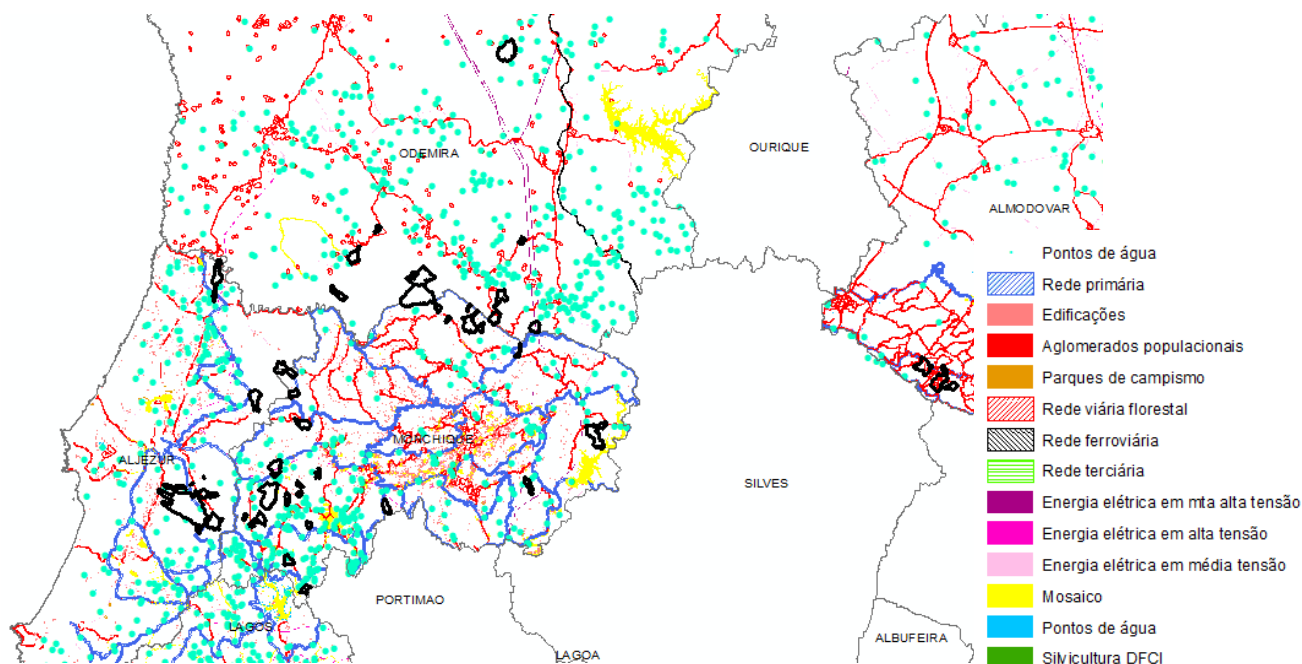 OURIQUE
ODEMIRA
ALMODOVAR
Pontos de água
Rede primária
Edificações
Aglomerados populacionais
Parques de campismo
Rede viária florestal
MONCHIQUE
Rede ferroviária
ALJEZUR
Rede terciária
SILVES
Energia elétrica em mta alta tensão
Energia elétrica em alta tensão
Energia elétrica em média tensão
Mosaico
PORTIMAO
LAGOS
Pontos de água
ALBUFEIRA
LAGOA
Silvicultura DFCI